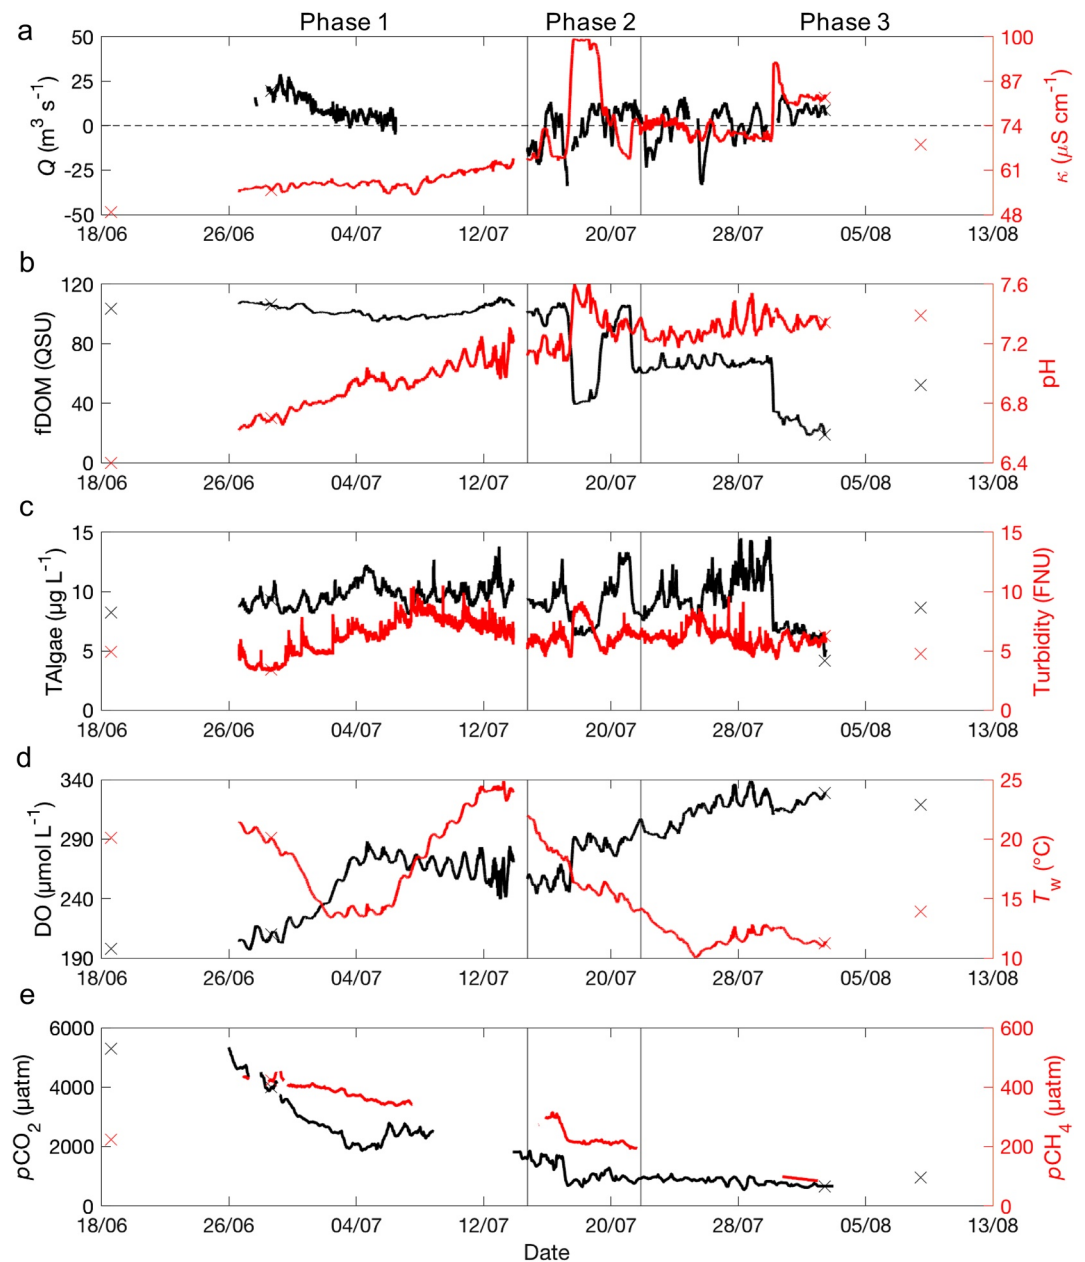 Phase 1 Phase 2 Phase 3
a
50 25 0 -25 -50
Q (m³ s⁻¹)
100 87 74 61 48
κ (μS cm⁻¹)
18/06 26/06 04/07 12/07 20/07 28/07 05/08 13/08
b
120 80 40 0
fDOM (QSU)
7.6 7.2 6.8 6.4
pH
18/06 26/06 04/07 12/07 20/07 28/07 05/08 13/08
c
15 10 5 0
TAlgae (µg L⁻¹)
15 10 5 0
Turbidity (FNU)
18/06 26/06 04/07 12/07 20/07 28/07 05/08 13/08
d
340 290 240 190
DO (µmol L⁻¹)
25 20 15 10
T_w (°C)
18/06 26/06 04/07 12/07 20/07 28/07 05/08 13/08
e
6000 4000 2000 0
pCO₂ (µatm)
600 400 200 0
pCH₄ (µatm)
18/06 26/06 04/07 12/07 20/07 28/07 05/08 13/08
Date